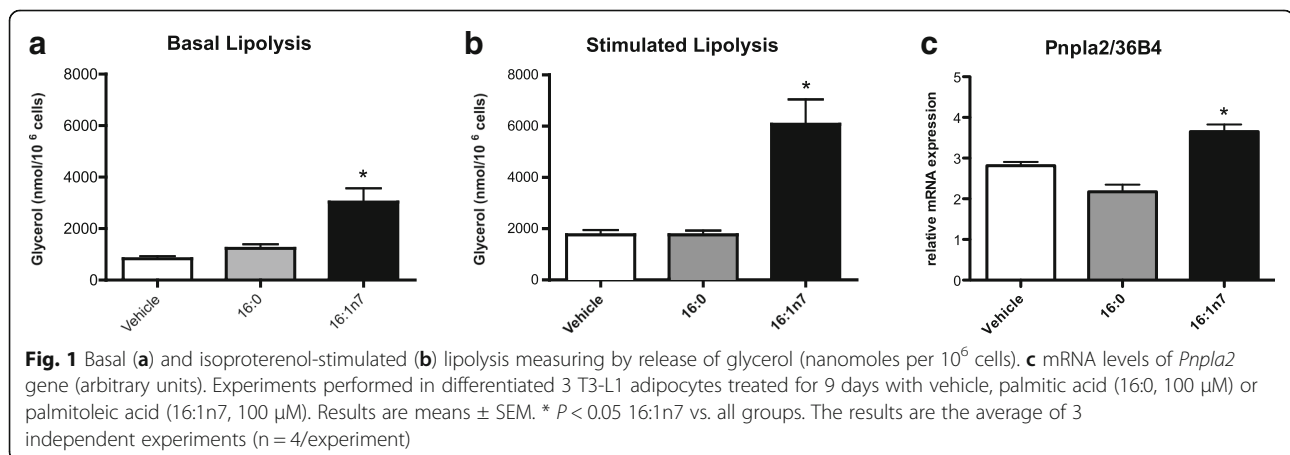 a Basal Lipolysis
Glycerol (nmol/10⁶ cells)
8000
6000
4000
2000
0
*
Vehicle
16:0
16:1n7
b Stimulated Lipolysis
Glycerol (nmol/10⁶ cells)
8000
6000
4000
2000
0
*
Vehicle
16:0
16:1n7
c Pnpla2/36B4
relative mRNA expression
5
4
3
2
1
0
*
Vehicle
16:0
16:1n7
Fig. 1 Basal (a) and isoproterenol-stimulated (b) lipolysis measuring by release of glycerol (nanomoles per 10⁶ cells). c mRNA levels of Pnpla2
gene (arbitrary units). Experiments performed in differentiated 3 T3-L1 adipocytes treated for 9 days with vehicle, palmitic acid (16:0, 100 μM) or
palmitoleic acid (16:1n7, 100 μM). Results are means ± SEM. * P < 0.05 16:1n7 vs. all groups. The results are the average of 3
independent experiments (n = 4/experiment)